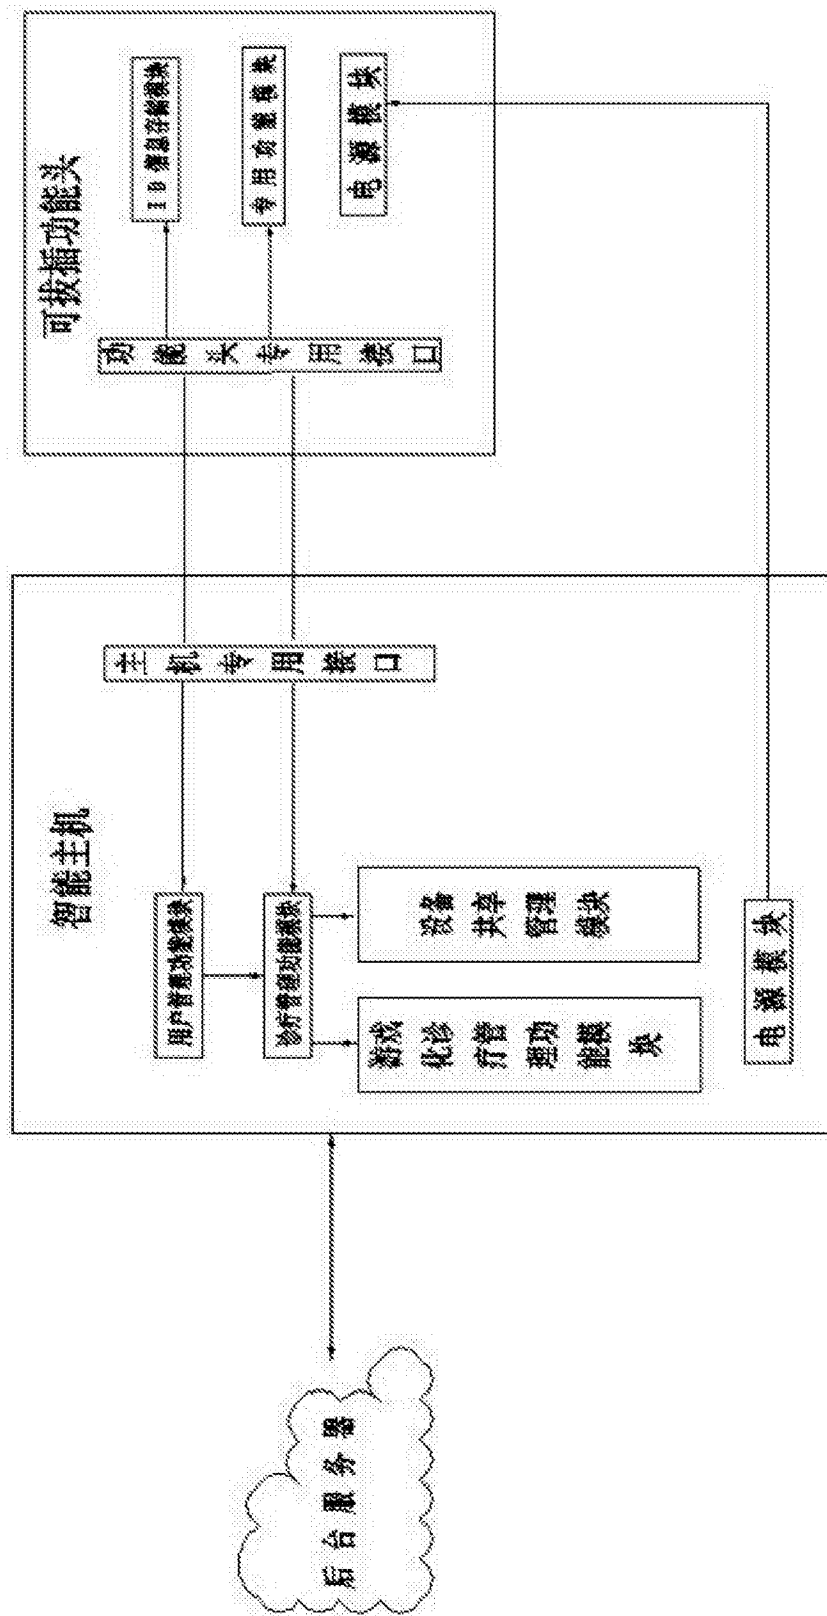 后台服务器
智能主机
用户管理功能模块
诊疗管理功能模块
游戏
化诊
疗管
理功
能模
块
设备
共享
管理
模块
电源模块
主机专用接口
可拔插功能头
功能头专用接口
ID信息存储模块
专用功能模块
电源模块